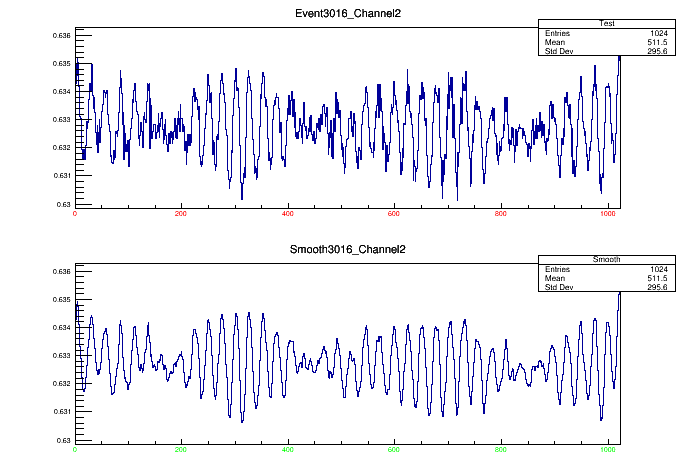 Event3016_Channel2
Test
Entries 1024
Mean 511.5
Std Dev 295.6
0.636
0.635
0.634
0.633
0.632
0.631
0.63
0 200 400 600 800 1000
Smooth3016_Channel2
Smooth
Entries 1024
Mean 511.5
Std Dev 295.6
0.636
0.635
0.634
0.633
0.632
0.631
0.63
0 200 400 600 800 1000